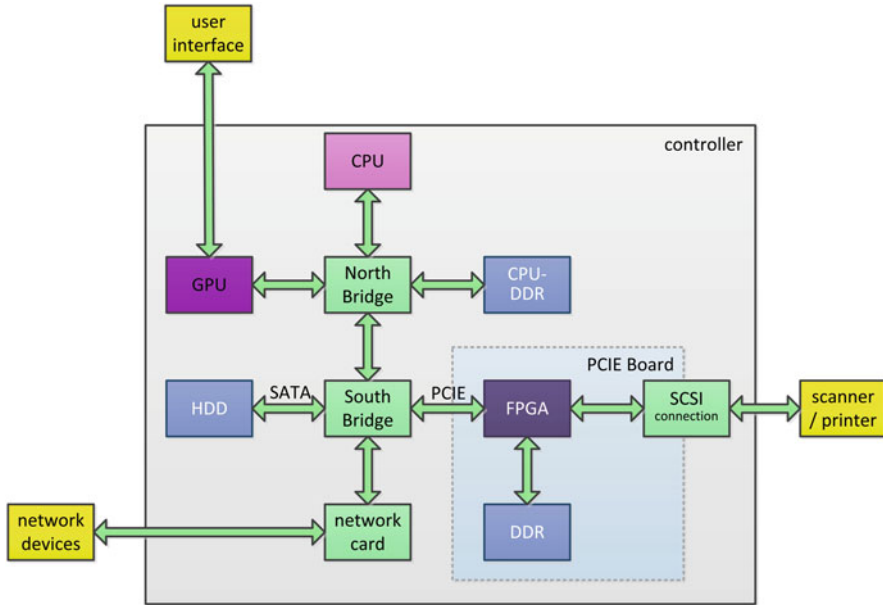 user
interface
controller
CPU
GPU
North
Bridge
CPU-
DDR
PCIE Board
HDD
SATA
South
Bridge
PCIE
FPGA
SCSI
connection
scanner
/ printer
network
devices
network
card
DDR